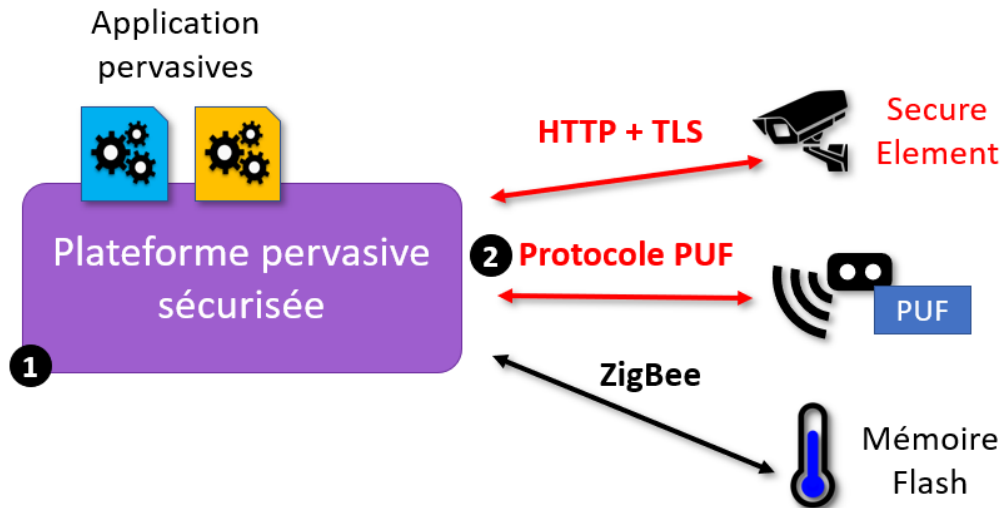 Application
pervasives
HTTP + TLS
Secure
Element
Plateforme pervasive
sécurisée
1
2 Protocole PUF
PUF
ZigBee
Mémoire
Flash